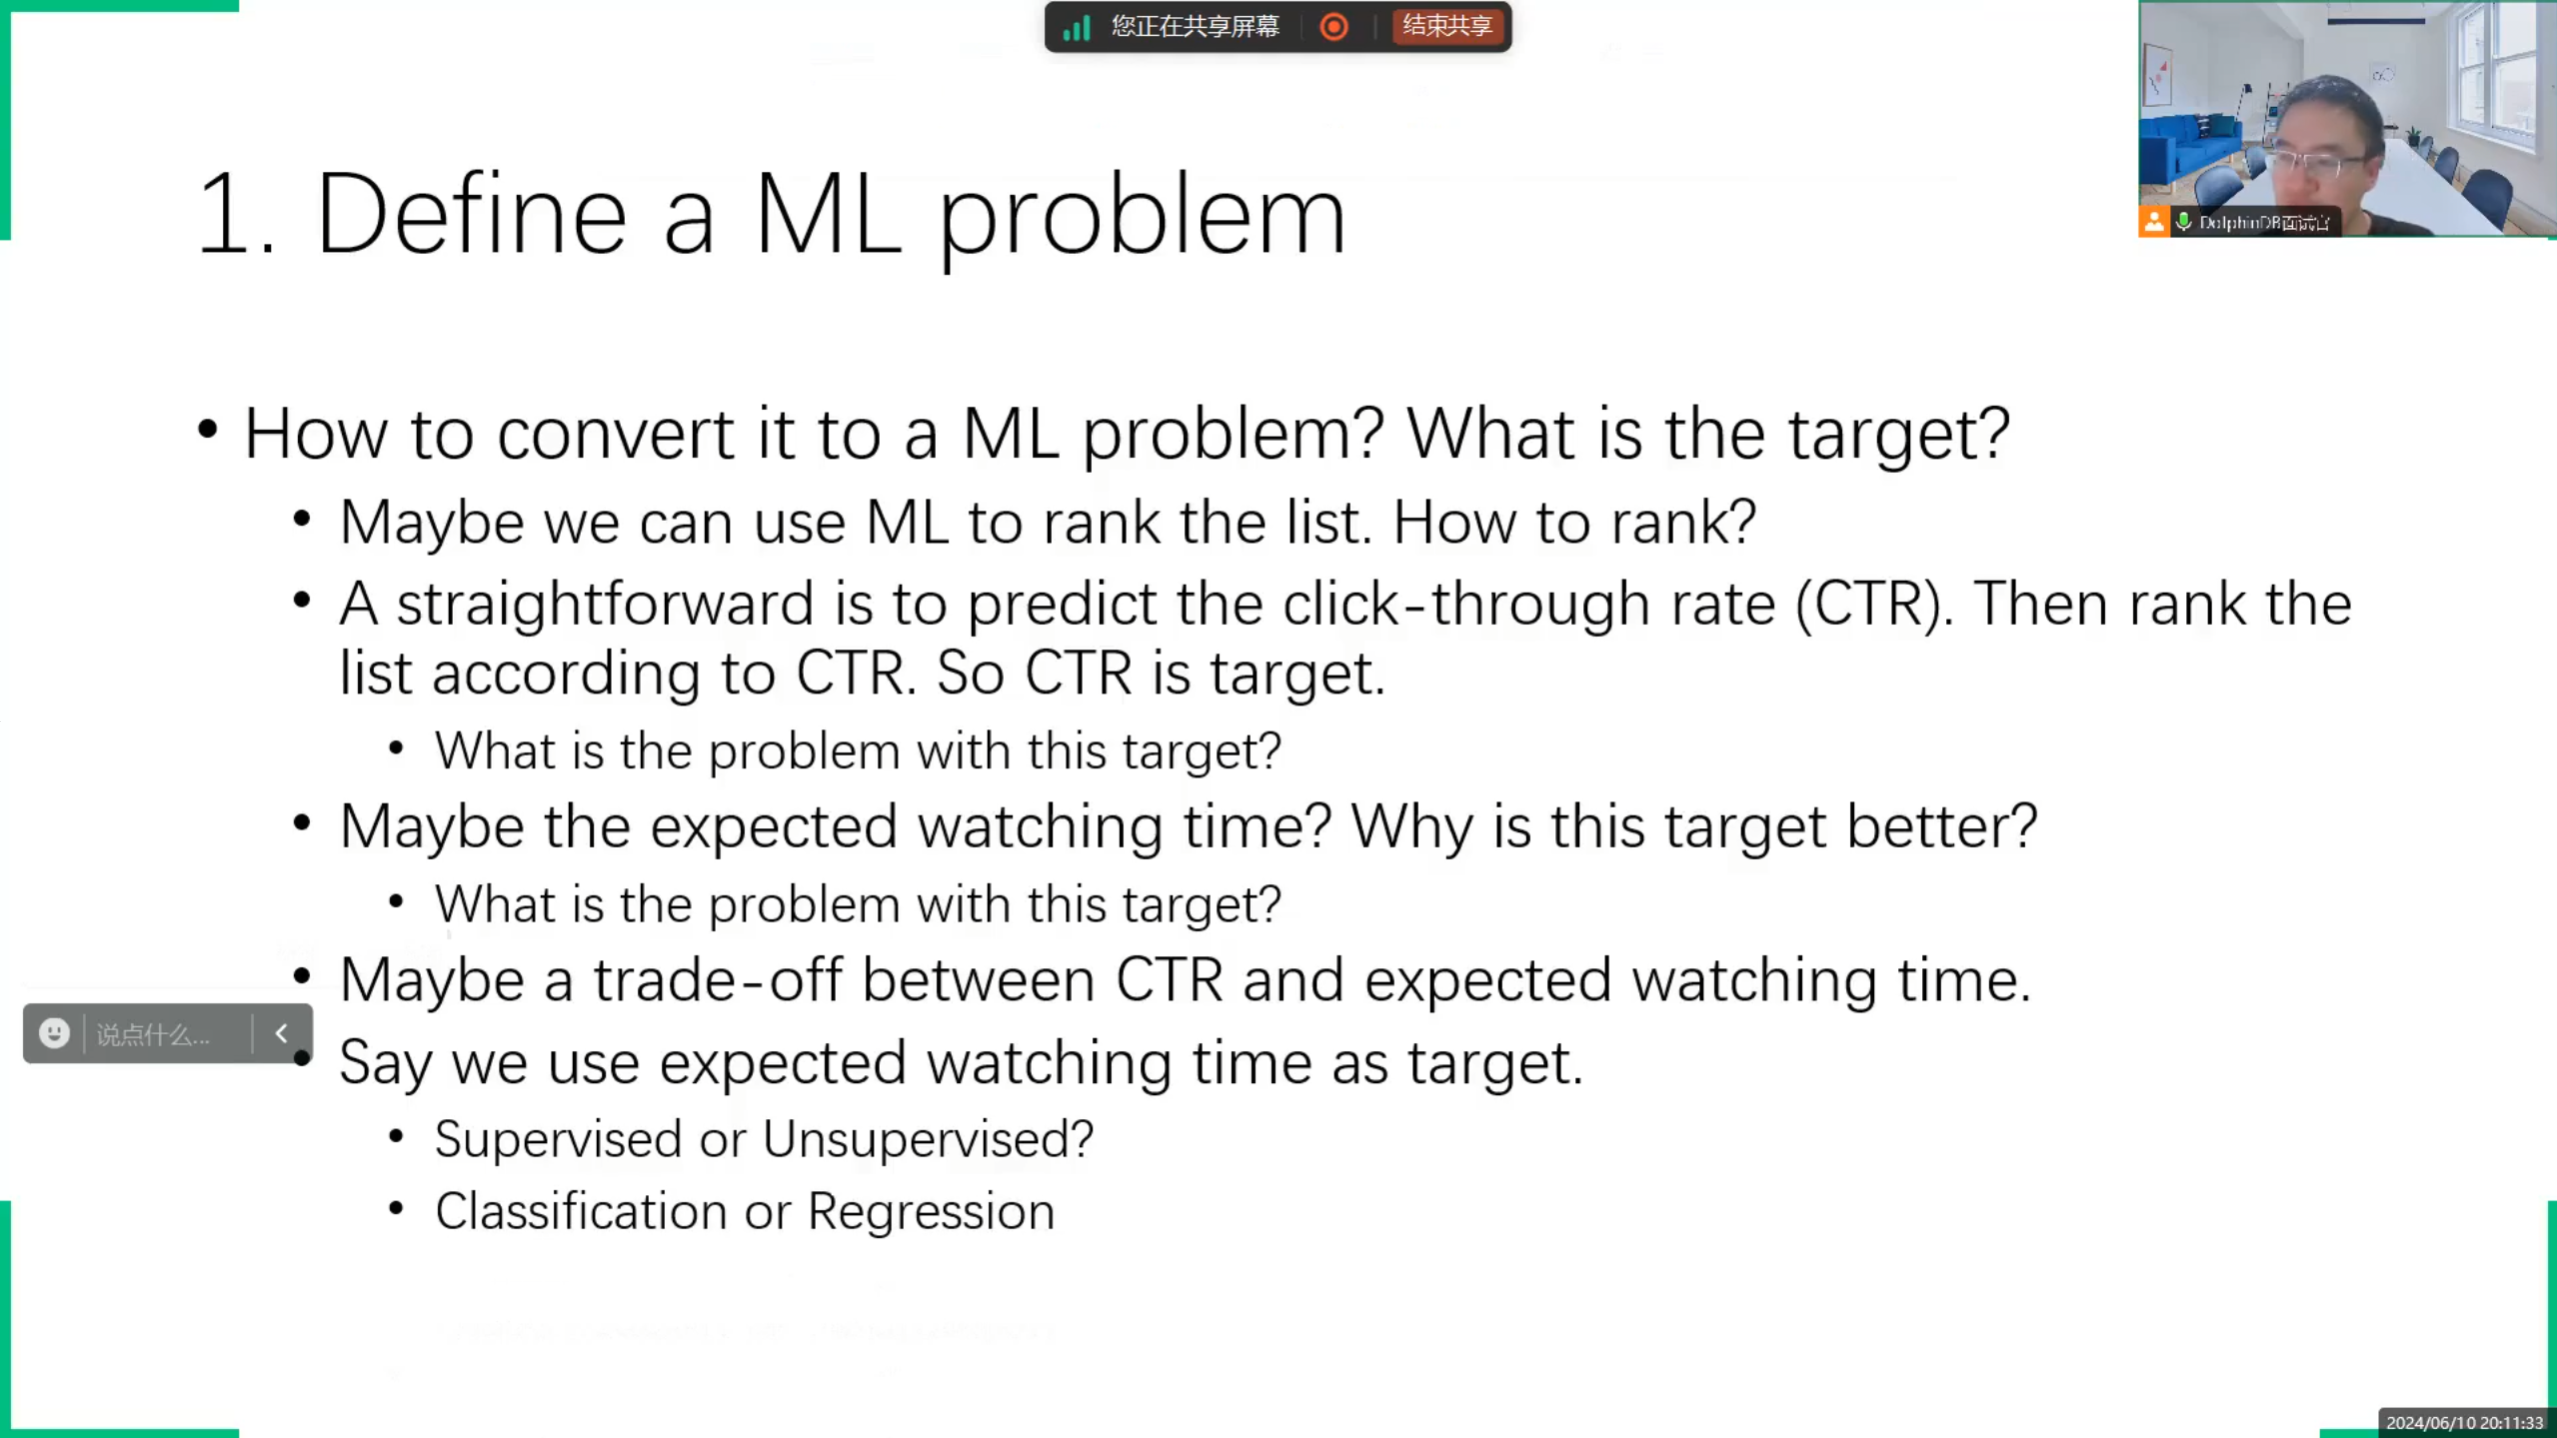 您正在共享屏幕
结束共享
DolphinDB面试官
1. Define a ML problem
• How to convert it to a ML problem? What is the target?
• Maybe we can use ML to rank the list. How to rank?
• A straightforward is to predict the click-through rate (CTR). Then rank the
list according to CTR. So CTR is target.
• What is the problem with this target?
• Maybe the expected watching time? Why is this target better?
• What is the problem with this target?
• Maybe a trade-off between CTR and expected watching time.
说点什么...
• Say we use expected watching time as target.
• Supervised or Unsupervised?
• Classification or Regression
2024/06/10 20:11:33